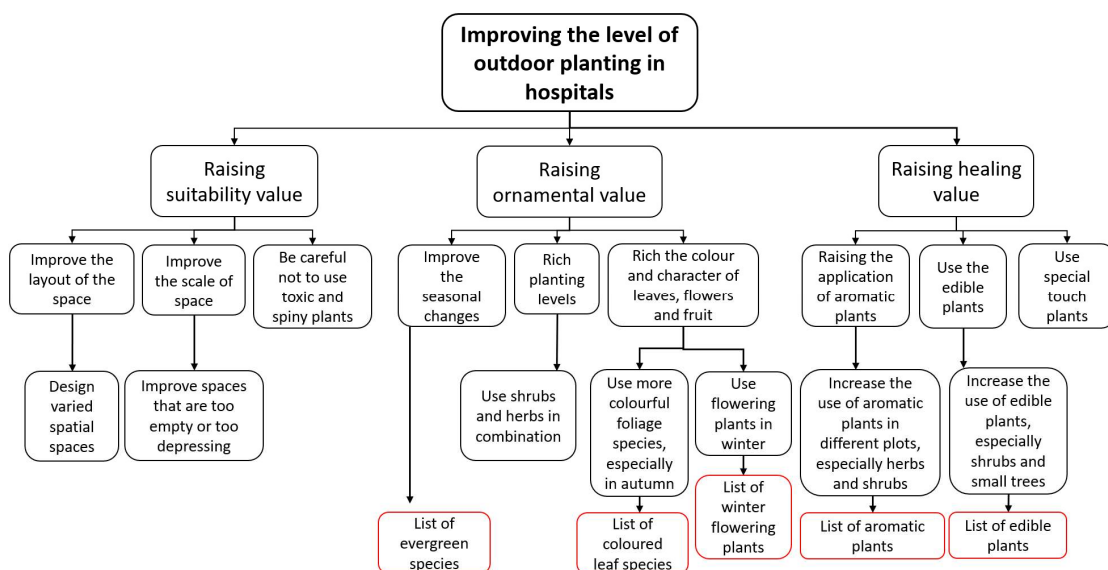 Improving the level of
outdoor planting in
hospitals
Raising
suitability value
Raising
ornamental value
Raising healing
value
Improve the
layout of the
space
Improve
the scale of
space
Be careful
not to use
toxic and
spiny plants
Improve
the
seasonal
changes
Rich
planting
levels
Rich the colour
and character of
leaves, flowers
and fruit
Raising the
application
of aromatic
plants
Use the
edible
plants
Use
special
touch
plants
Design
varied
spatial
spaces
Improve spaces
that are too
empty or too
depressing
Use shrubs
and herbs in
combination
Use more
colourful
foliage
species,
especially
in autumn
Use
flowering
plants in
winter
Increase the
use of aromatic
plants in
different plots,
especially herbs
and shrubs
Increase the
use of edible
plants,
especially
shrubs and
small trees
List of
evergreen
species
List of
coloured
leaf species
List of
winter
flowering
plants
List of aromatic
plants
List of edible
plants